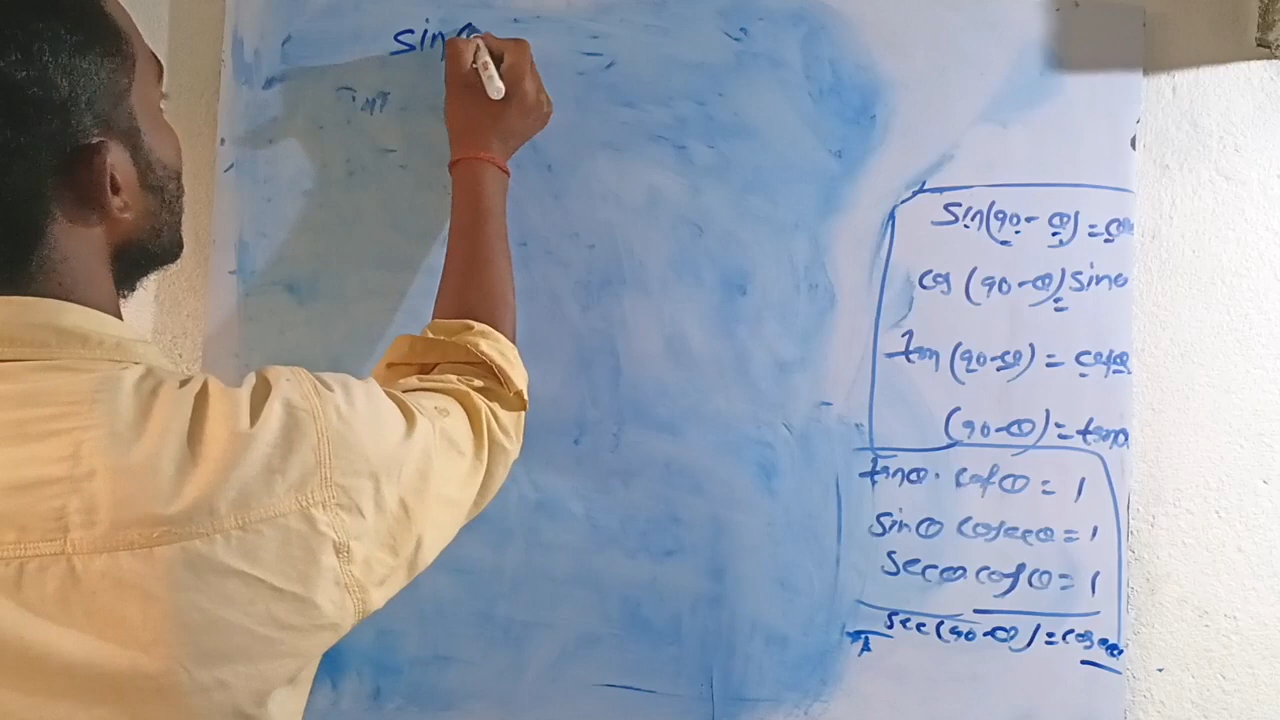 sinθ
sin(90-θ)=cos
cos (90-θ) sinθ
tan (90-θ) = cotθ
(90-θ)=tanθ
tanθ. cotθ = 1
sinθ cosecθ=1
secθ cosθ=1
sec(90-θ)=cosecθ